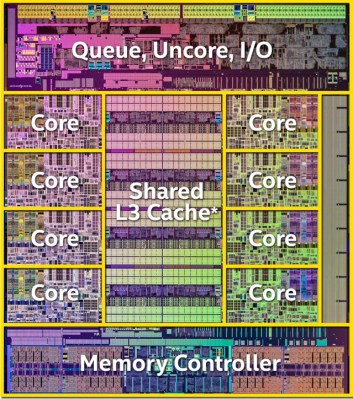 Queue, Uncore, I/O
Core
Core
Core
Core
Shared
L3 Cache*
Core
Core
Core
Core
Memory Controller